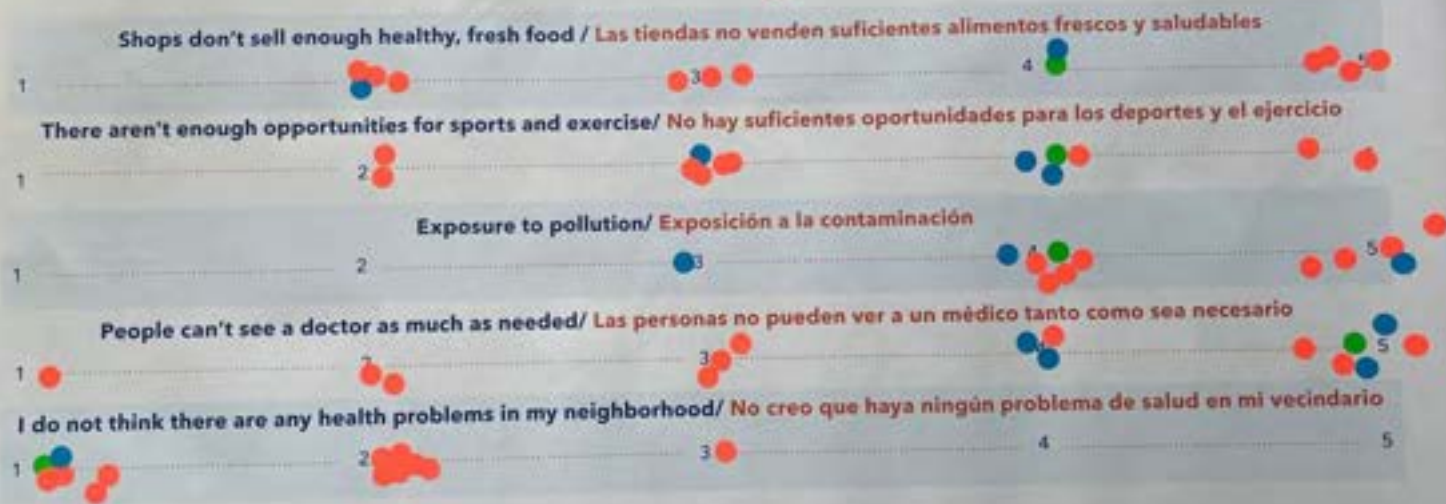 Shops don't sell enough healthy, fresh food / Las tiendas no venden suficientes alimentos frescos y saludables
1 3 4
There aren't enough opportunities for sports and exercise/ No hay suficientes oportunidades para los deportes y el ejercicio
1 2
Exposure to pollution/ Exposición a la contaminación
1 2 3 4 5
People can't see a doctor as much as needed/ Las personas no pueden ver a un médico tanto como sea necesario
1 2 3 4 5
I do not think there are any health problems in my neighborhood/ No creo que haya ningún problema de salud en mi vecindario
1 2 3 4 5